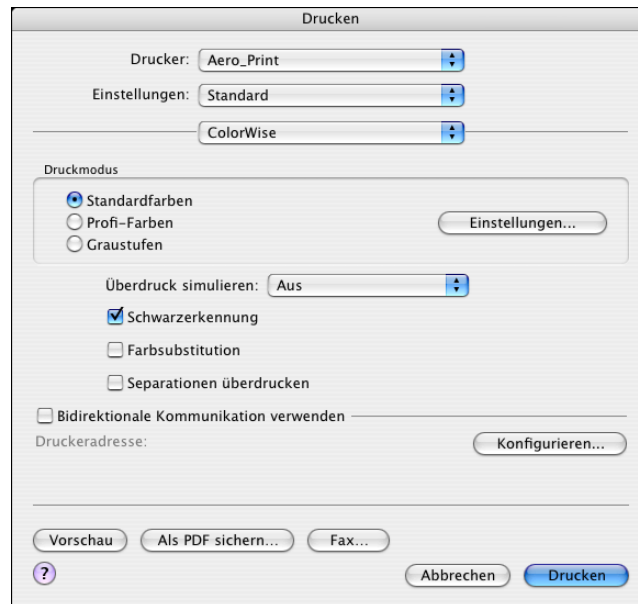 Drucken
Drucker: Aero_Print
Einstellungen: Standard
ColorWise
Druckmodus
Standardfarben
Profi-Farben
Einstellungen...
Graustufen
Überdruck simulieren: Aus
Schwarzerkennung
Farbsubstitution
Separationen überdrucken
Bidirektionale Kommunikation verwenden
Druckeradresse:
Konfigurieren...
Vorschau Als PDF sichern... Fax...
? Abbrechen Drucken